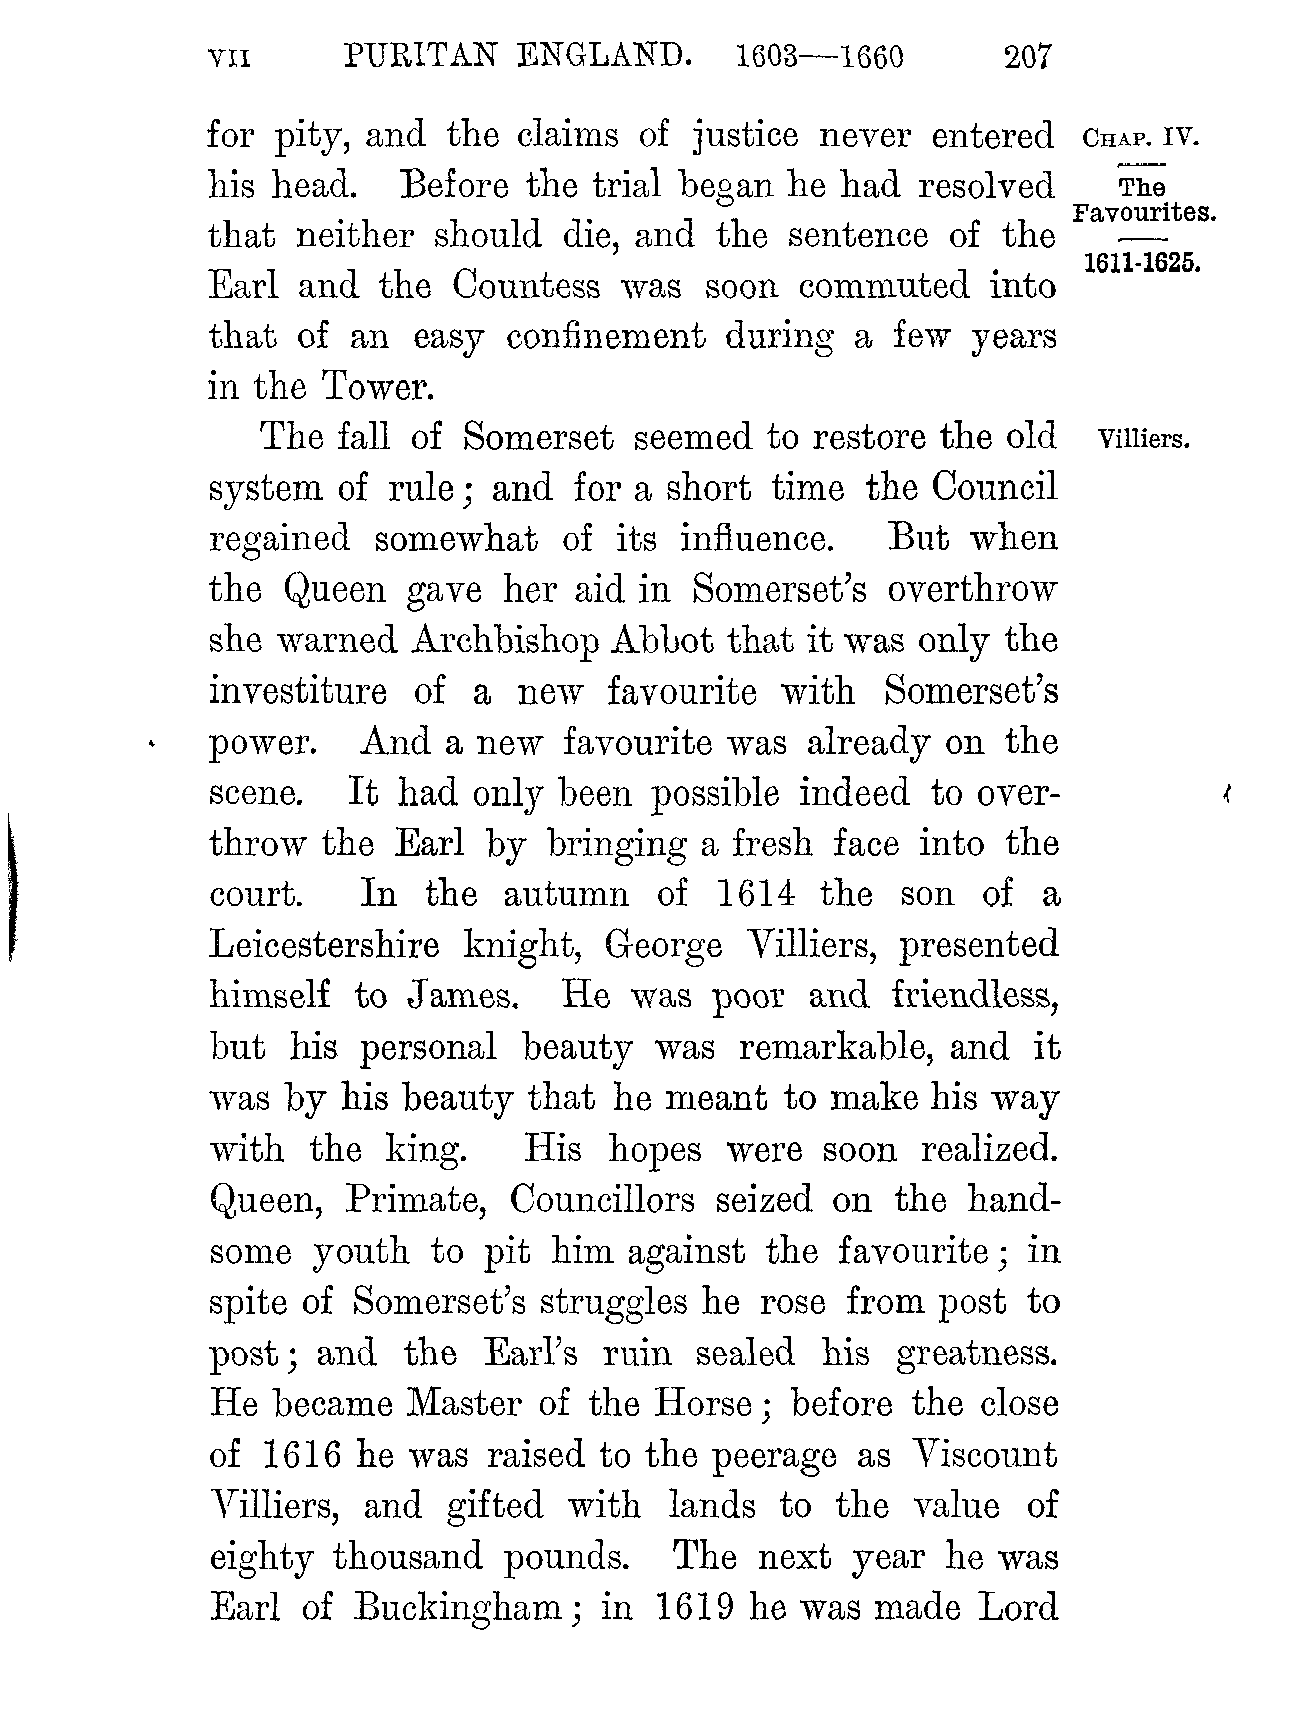 VII PURITAN ENGLAND. 1603—1660 207
for pity, and the claims of justice never entered
his head. Before the trial began he had resolved
that neither should die, and the sentence of the
Earl and the Countess was soon commuted into
that of an easy confinement during a few years
in the Tower.
CHAP. IV.
The
Favourites.
1611-1625.
The fall of Somerset seemed to restore the old
system of rule; and for a short time the Council
regained somewhat of its influence. But when
the Queen gave her aid in Somerset's overthrow
she warned Archbishop Abbot that it was only the
investiture of a new favourite with Somerset's
power. And a new favourite was already on the
scene. It had only been possible indeed to over-
throw the Earl by bringing a fresh face into the
court. In the autumn of 1614 the son of a
Leicestershire knight, George Villiers, presented
himself to James. He was poor and friendless,
but his personal beauty was remarkable, and it
was by his beauty that he meant to make his way
with the king. His hopes were soon realized.
Queen, Primate, Councillors seized on the hand-
some youth to pit him against the favourite; in
spite of Somerset's struggles he rose from post to
post; and the Earl's ruin sealed his greatness.
He became Master of the Horse; before the close
of 1616 he was raised to the peerage as Viscount
Villiers, and gifted with lands to the value of
eighty thousand pounds. The next year he was
Earl of Buckingham; in 1619 he was made Lord
Villiers.